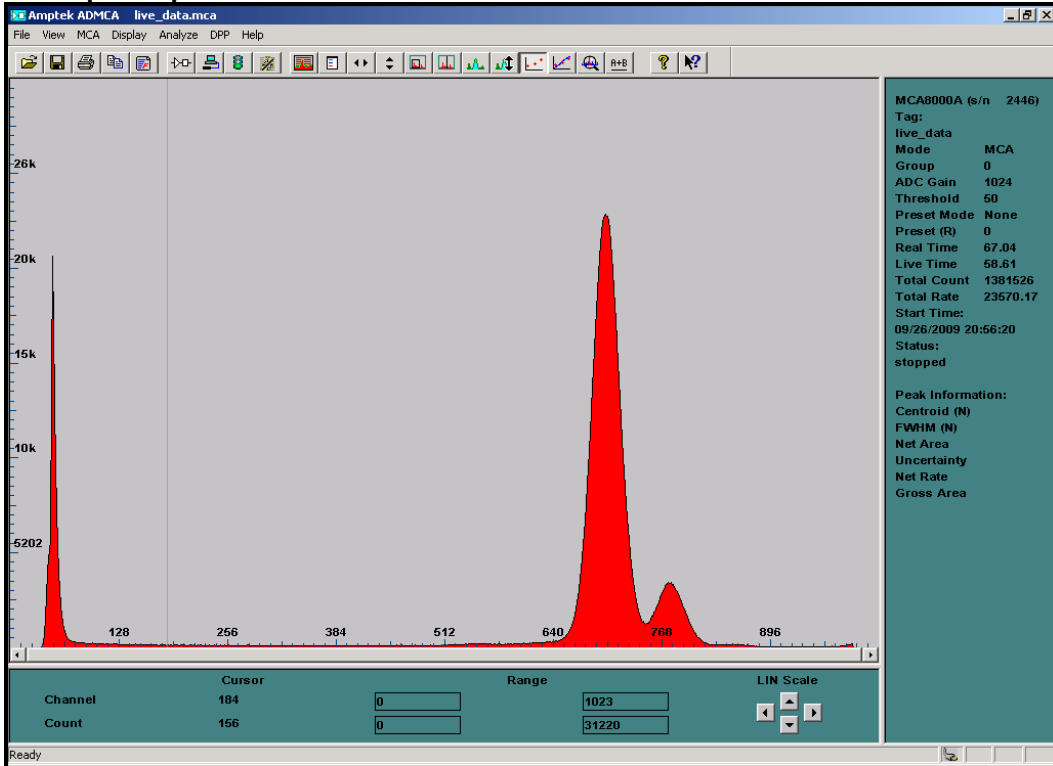 Amptek ADMCA live_data.mca
File View MCA Display Analyze DPP Help
A+B
26k
20k
15k
10k
5202
128 256 384 512 640 768 896
MCA8000A (s/n 2446)
Tag:
live_data
Mode MCA
Group 0
ADC Gain 1024
Threshold 50
Preset Mode None
Preset (R) 0
Real Time 67.04
Live Time 58.61
Total Count 1381526
Total Rate 23570.17
Start Time:
09/26/2009 20:56:20
Status:
stopped
Peak Information:
Centroid (N)
FWHM (N)
Net Area
Uncertainty
Net Rate
Gross Area
Cursor Range LIN Scale
Channel 184 0 1023
Count 156 0 31220
Ready